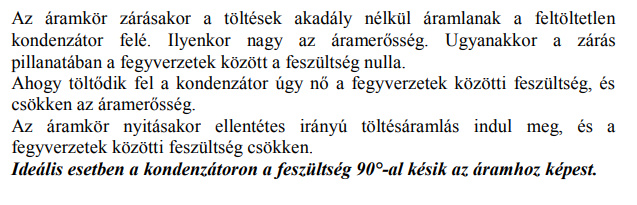 Az áramkör zárásakor a töltések akadály nélkül áramlanak a feltöltetlen
kondenzátor felé. Ilyenkor nagy az áramerősség. Ugyanakkor a zárás
pillanatában a fegyverzetek között a feszültség nulla.
Ahogy töltődik fel a kondenzátor úgy nő a fegyverzetek közötti feszültség, és
csökken az áramerősség.
Az áramkör nyitásakor ellentétes irányú töltésáramlás indul meg, és a
fegyverzetek közötti feszültség csökken.
Ideális esetben a kondenzátoron a feszültség 90°-al késik az áramhoz képest.